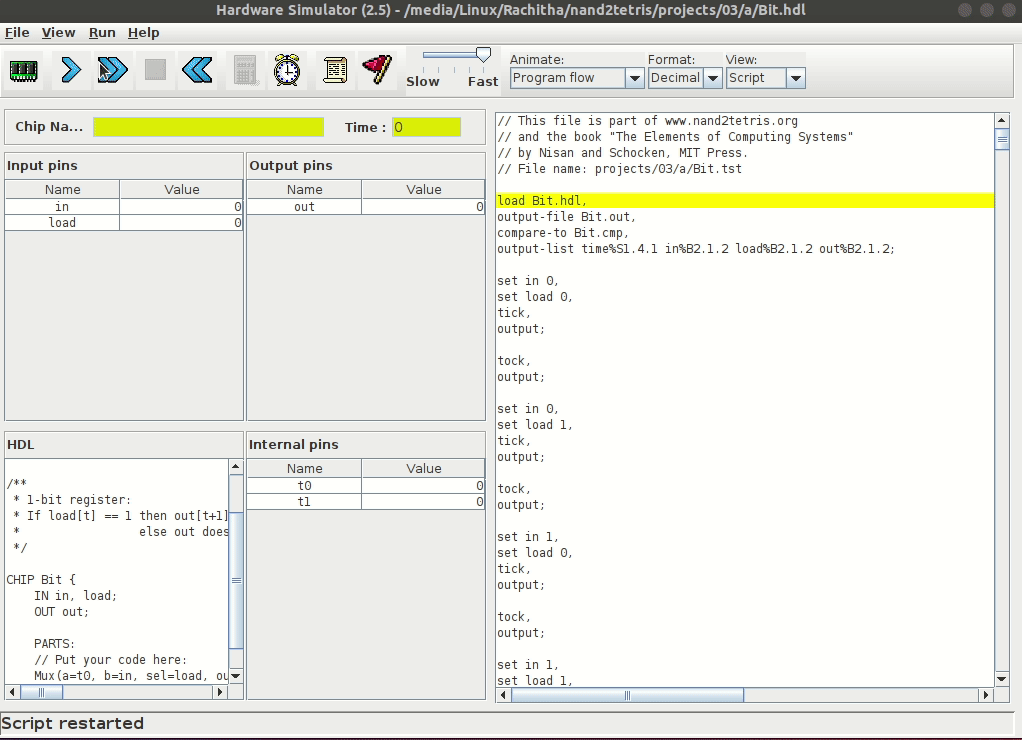 Hardware Simulator (2.5) - /media/Linux/Rachitha/nand2tetris/projects/03/a/Bit.hdl
File View Run Help
Slow Fast
Animate:
Program flow
Format:
Decimal
View:
Script
Chip Na...
Time : 0
Input pins
Name Value
in 0
load 0
Output pins
Name Value
out 0
HDL
/**
* 1-bit register:
* If load[t] == 1 then out[t+1]
* else out does
*/
CHIP Bit {
IN in, load;
OUT out;
PARTS:
// Put your code here:
Mux(a=t0, b=in, sel=load, ou
Internal pins
Name Value
t0 0
t1 0
// This file is part of www.nand2tetris.org
// and the book "The Elements of Computing Systems"
// by Nisan and Schocken, MIT Press.
// File name: projects/03/a/Bit.tst
load Bit.hdl,
output-file Bit.out,
compare-to Bit.cmp,
output-list time%S1.4.1 in%B2.1.2 load%B2.1.2 out%B2.1.2;
set in 0,
set load 0,
tick,
output;
tock,
output;
set in 0,
set load 1,
tick,
output;
tock,
output;
set in 1,
set load 0,
tick,
output;
tock,
output;
set in 1,
set load 1,
Script restarted